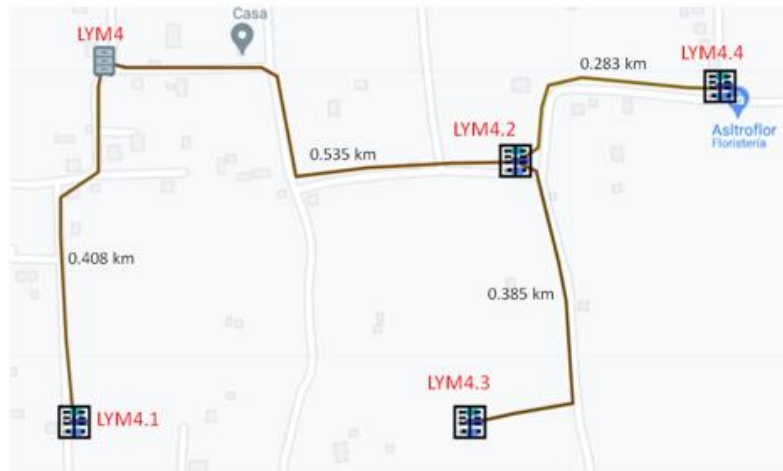 Casa
LYM4
LYM4.4
0.283 km
Asltroflor
Floristería
LYM4.2
0.535 km
0.408 km
0.385 km
LYM4.3
LYM4.1